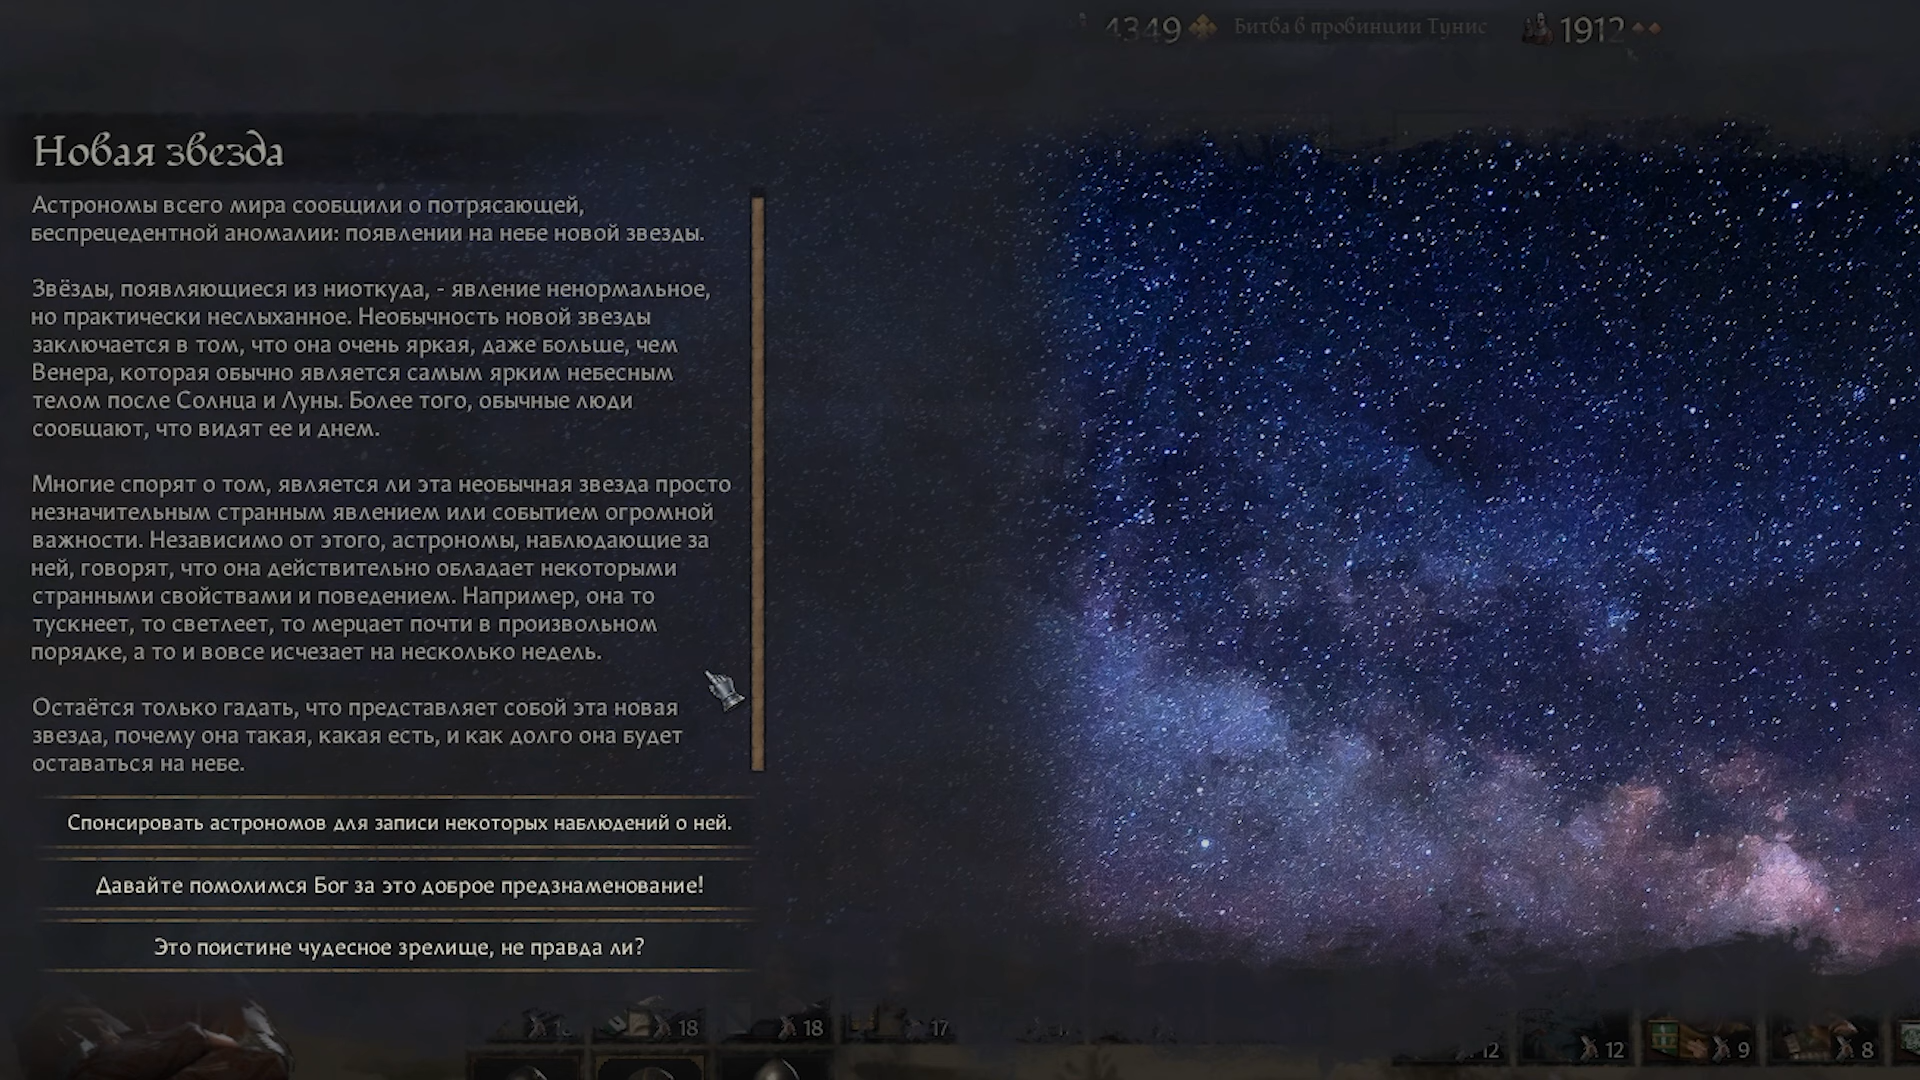 4349 Битва в провинции Тунис 1912
Новая звезда
Астрономы всего мира сообщили о потрясающей,
беспрецедентной аномалии: появлении на небе новой звезды.
Звёзды, появляющиеся из ниоткуда, - явление ненормальное,
но практически неслыханное. Необычность новой звезды
заключается в том, что она очень яркая, даже больше, чем
Венера, которая обычно является самым ярким небесным
телом после Солнца и Луны. Более того, обычные люди
сообщают, что видят ее и днем.
Многие спорят о том, является ли эта необычная звезда просто
незначительным странным явлением или событием огромной
важности. Независимо от этого, астрономы, наблюдающие за
ней, говорят, что она действительно обладает некоторыми
странными свойствами и поведением. Например, она то
тускнеет, то светлеет, то мерцает почти в произвольном
порядке, а то и вовсе исчезает на несколько недель.
Остаётся только гадать, что представляет собой эта новая
звезда, почему она такая, какая есть, и как долго она будет
оставаться на небе.
Спонсировать астрономов для записи некоторых наблюдений о ней.
Давайте помолимся Бог за это доброе предзнаменование!
Это поистине чудесное зрелище, не правда ли?
18 18 17
12 12 9 8